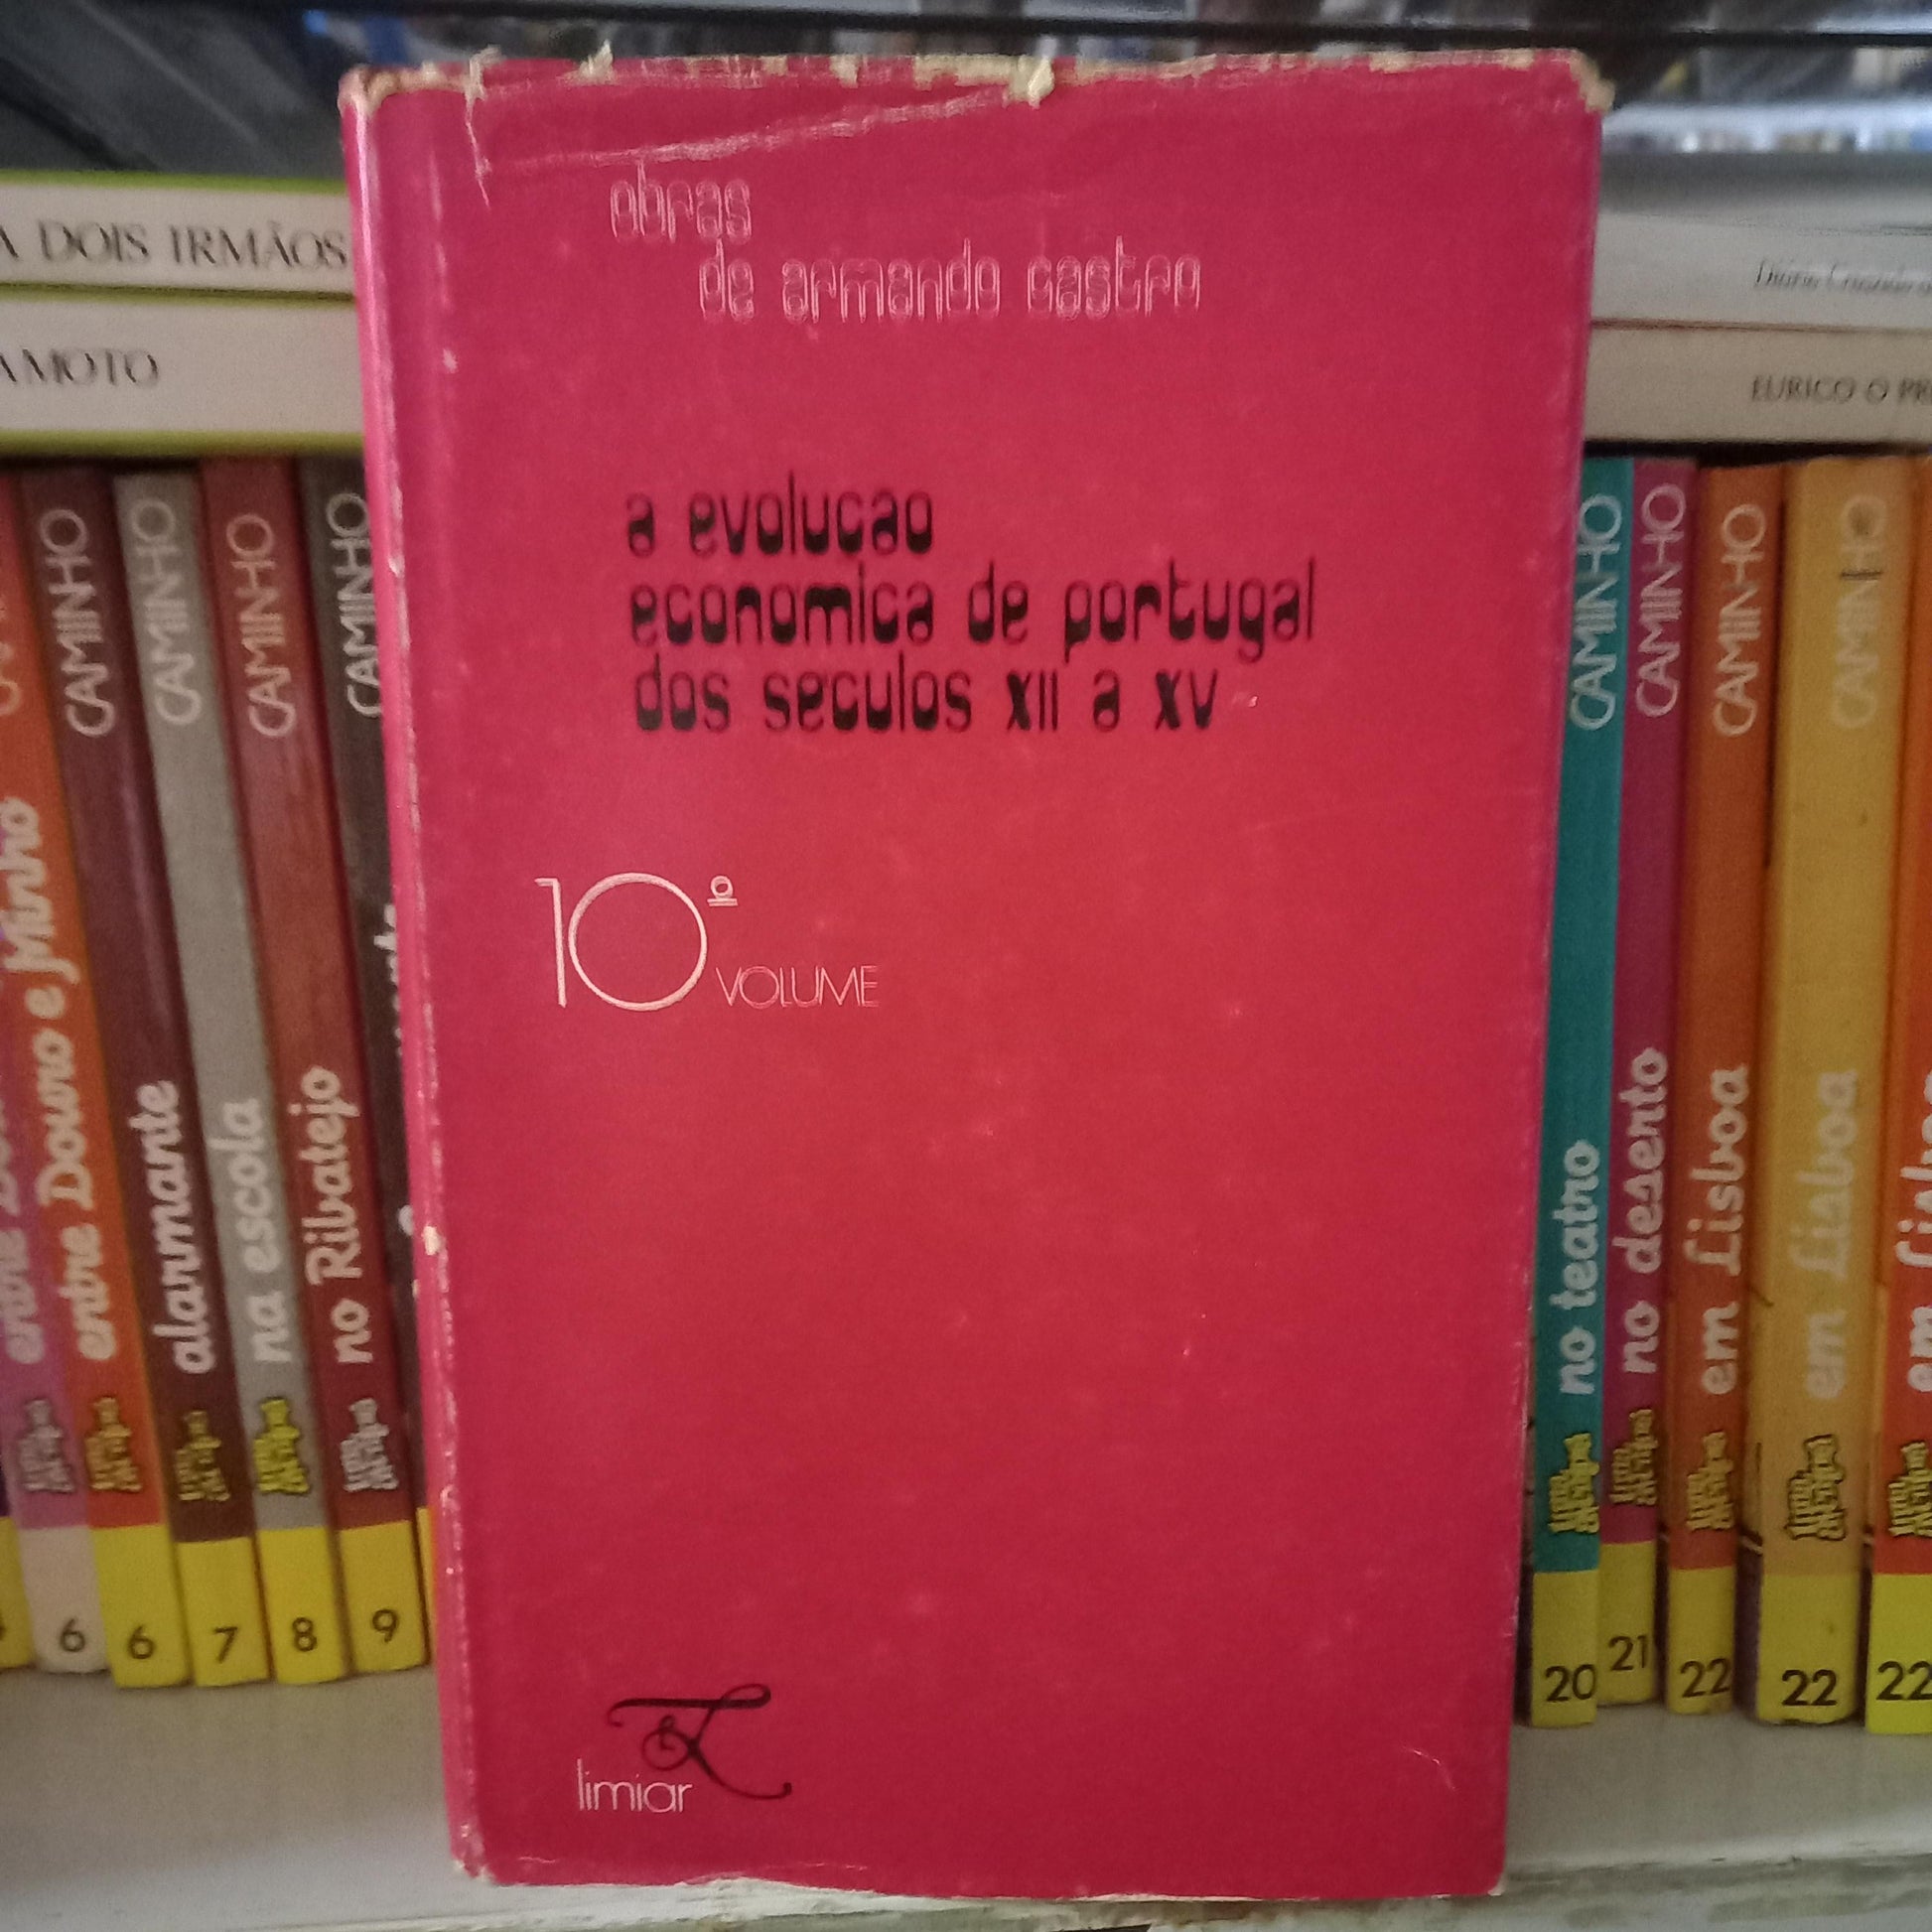 obras
de armando castro
a evolucao
economica de portugal
dos seculos XII a XV
10º
VOLUME
limiar
A DOIS IRMÃOS
AMOTO
EURICO O PR
CAMINHO
CAMINHO
CAMINHO
CAMINHO
entre Douro e Minho
alarmante
na escola
no Ribatejo
6
6
7
8
9
CAMINHO
CAMINHO
CAMINHO
CAMINHO
no teatro
no deserto
em Lisboa
em Lisboa
em Lisboa
20
21
22
22
22